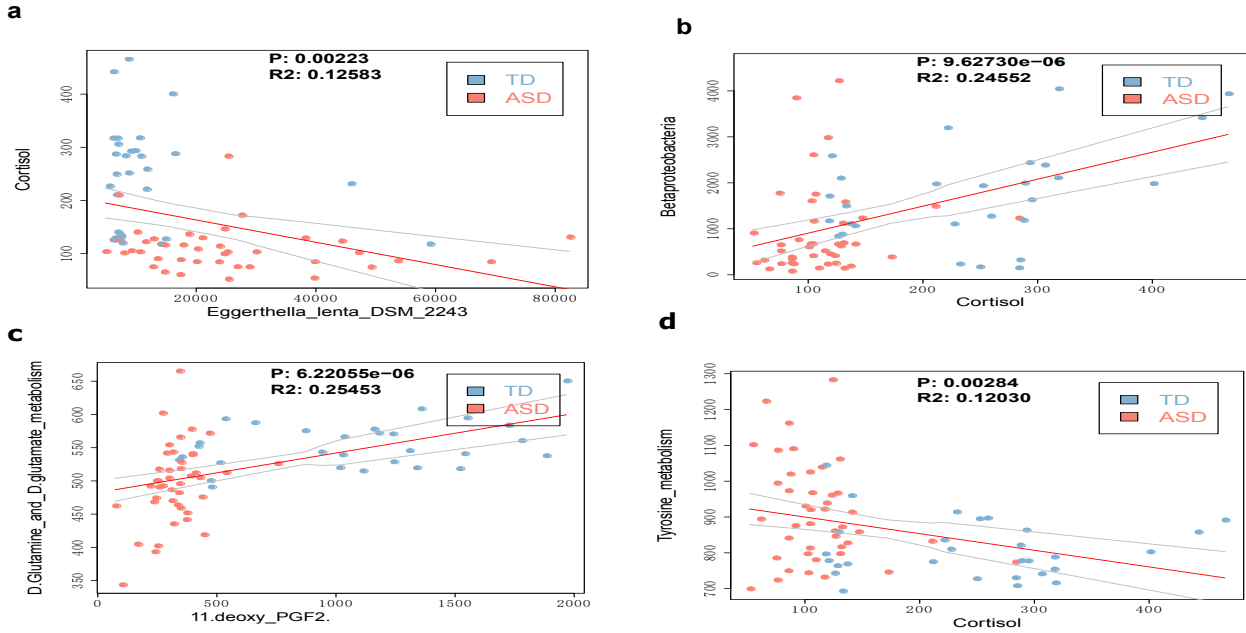 a
P: 0.00223
R2: 0.12583
TD
ASD
Cortisol
100
200
300
400
20000
40000
60000
80000
Eggerthella_lenta_DSM_2243
b
P: 9.62730e-06
R2: 0.24552
TD
ASD
Betaproteobacteria
0
1000
2000
3000
4000
100
200
300
400
Cortisol
c
P: 6.22055e-06
R2: 0.25453
TD
ASD
D.Glutamine_and_D.glutamate_metabolism
350
400
450
500
550
600
650
0
500
1000
1500
2000
11.deoxy_PGF2.
d
P: 0.00284
R2: 0.12030
TD
ASD
Tyrosine_metabolism
700
800
900
1000
1100
1200
1300
100
200
300
400
Cortisol